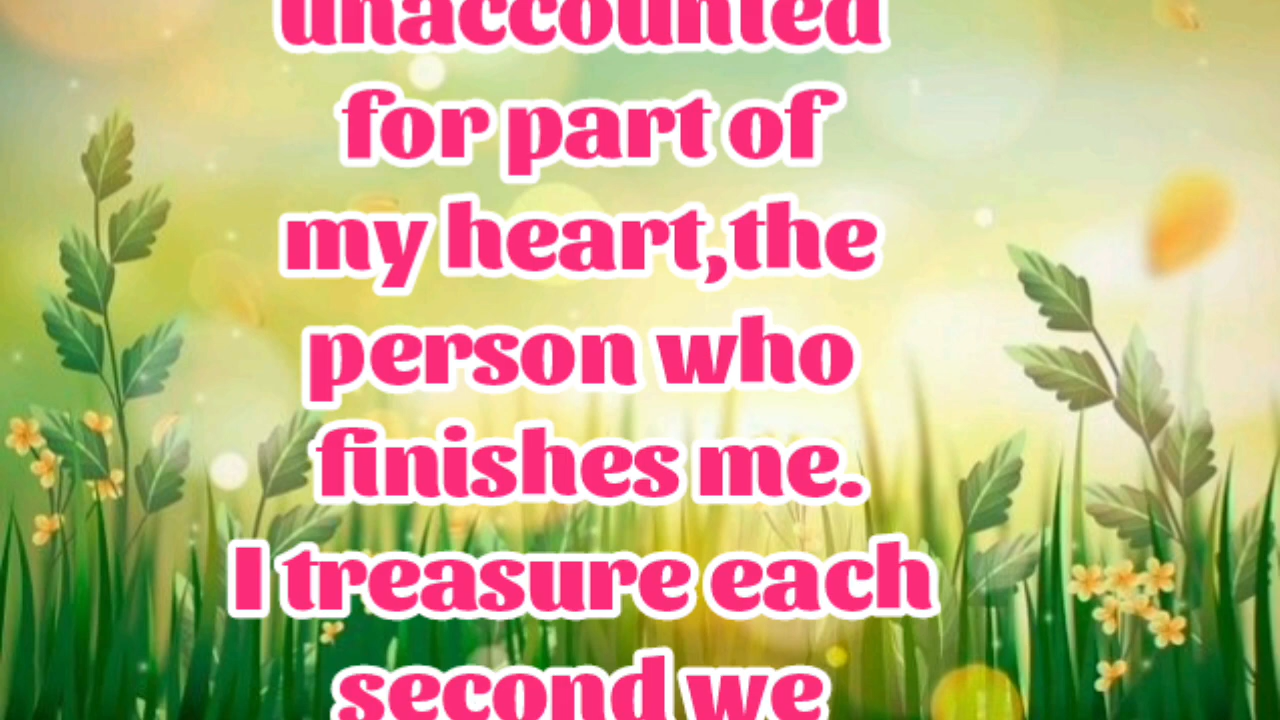 unaccounted
for part of
my heart,the
person who
finishes me.
I treasure each
second we